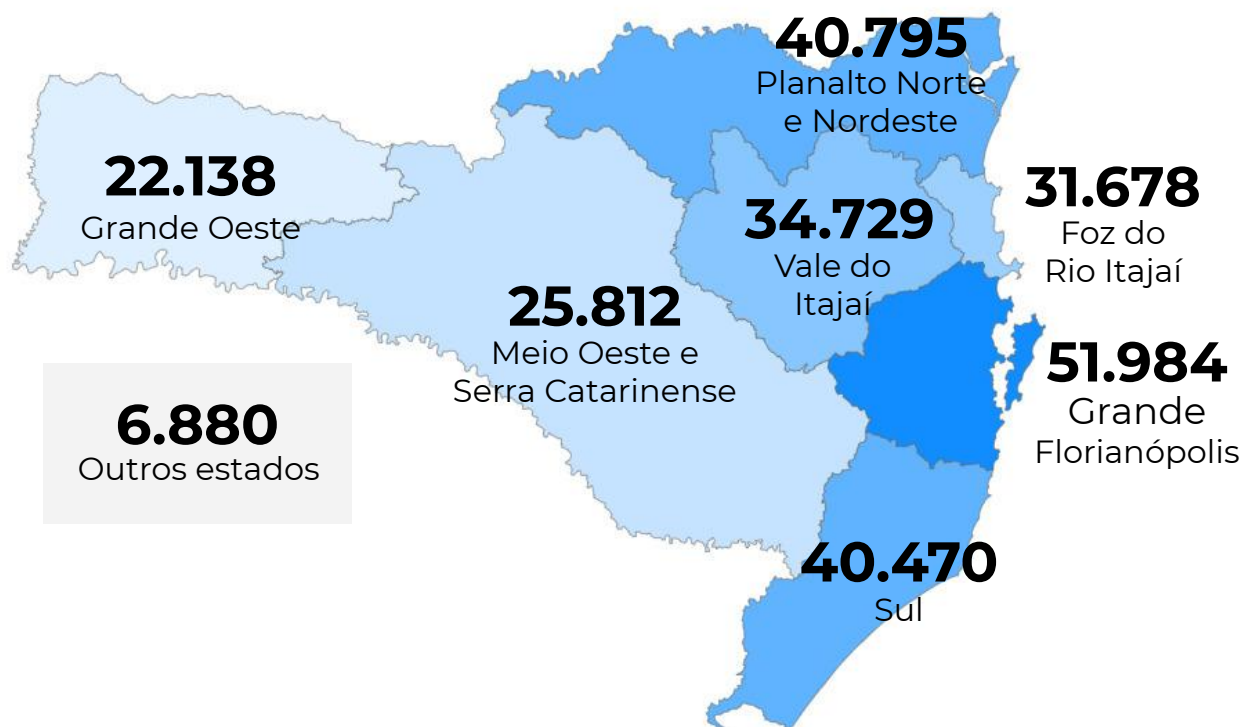 40.795
Planalto Norte
e Nordeste
22.138
Grande Oeste
34.729
Vale do
Itajaí
31.678
Foz do
Rio Itajaí
25.812
Meio Oeste e
Serra Catarinense
51.984
Grande
Florianópolis
6.880
Outros estados
40.470
Sul